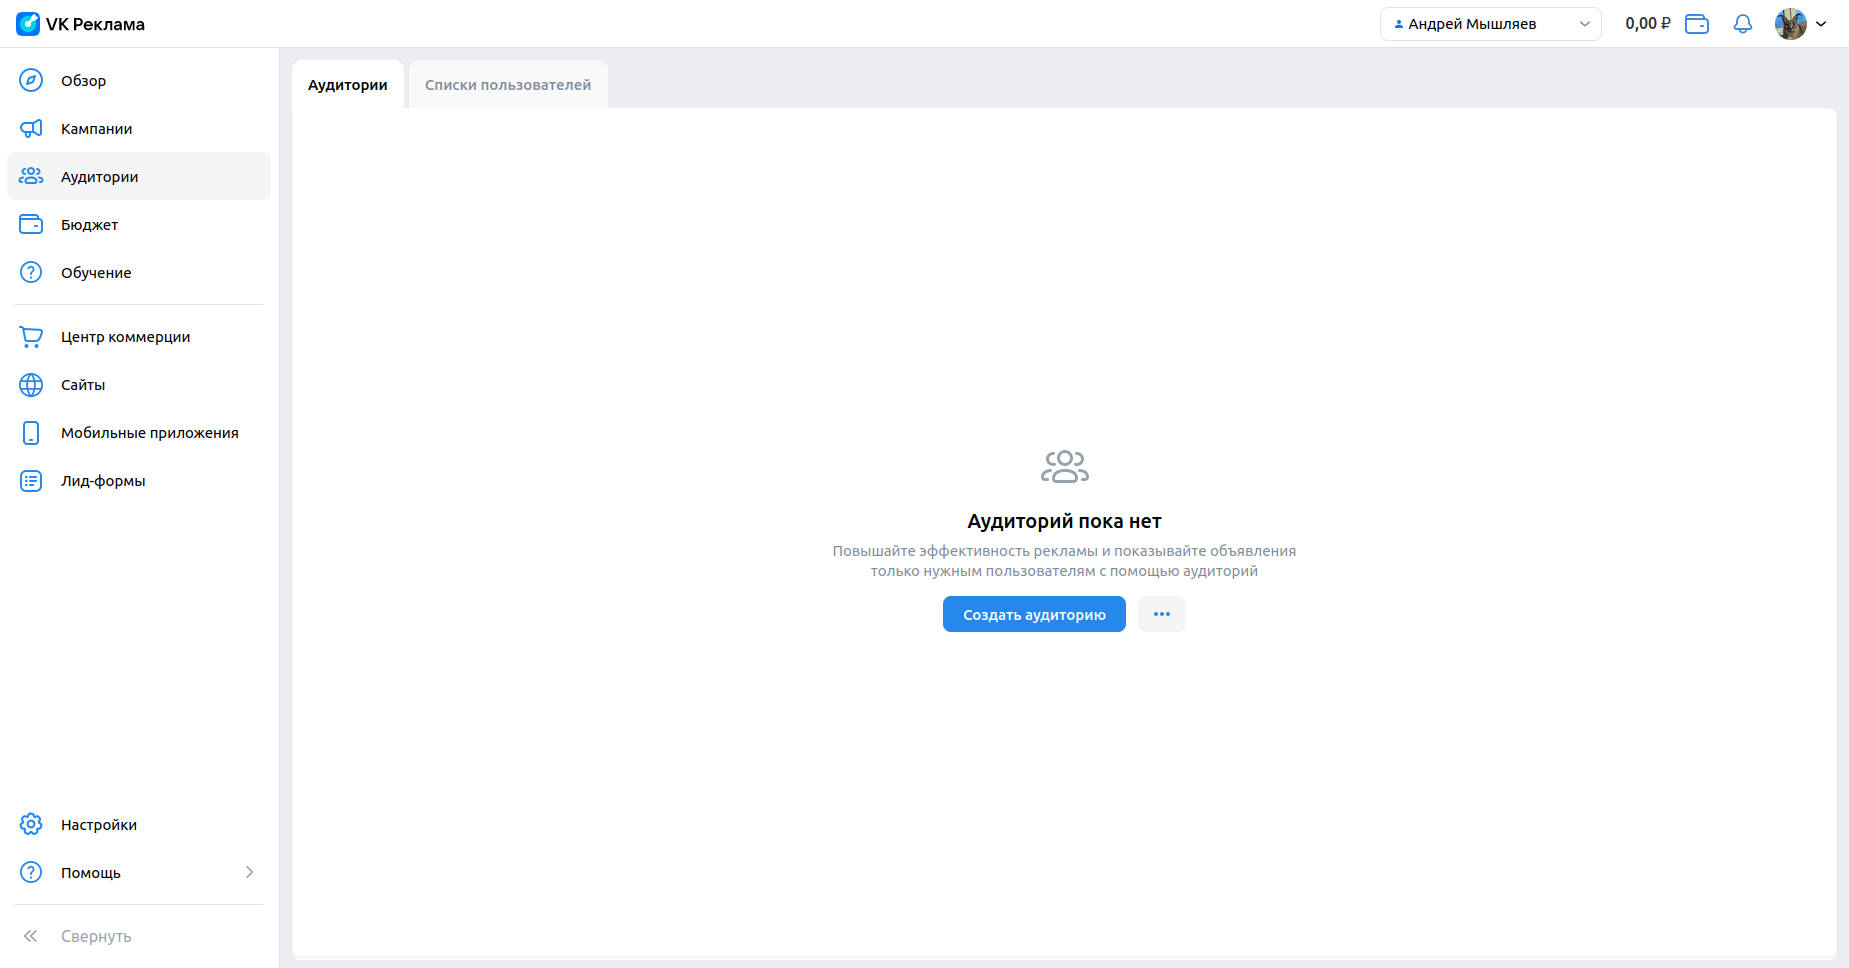 VK Реклама
Андрей Мышляев
0,00 ₽
Обзор
Кампании
Аудитории
Бюджет
Обучение
Центр коммерции
Сайты
Мобильные приложения
Лид-формы
Настройки
Помощь
Свернуть
Аудитории
Списки пользователей
Аудиторий пока нет
Повышайте эффективность рекламы и показывайте объявления
только нужным пользователям с помощью аудиторий
Создать аудиторию